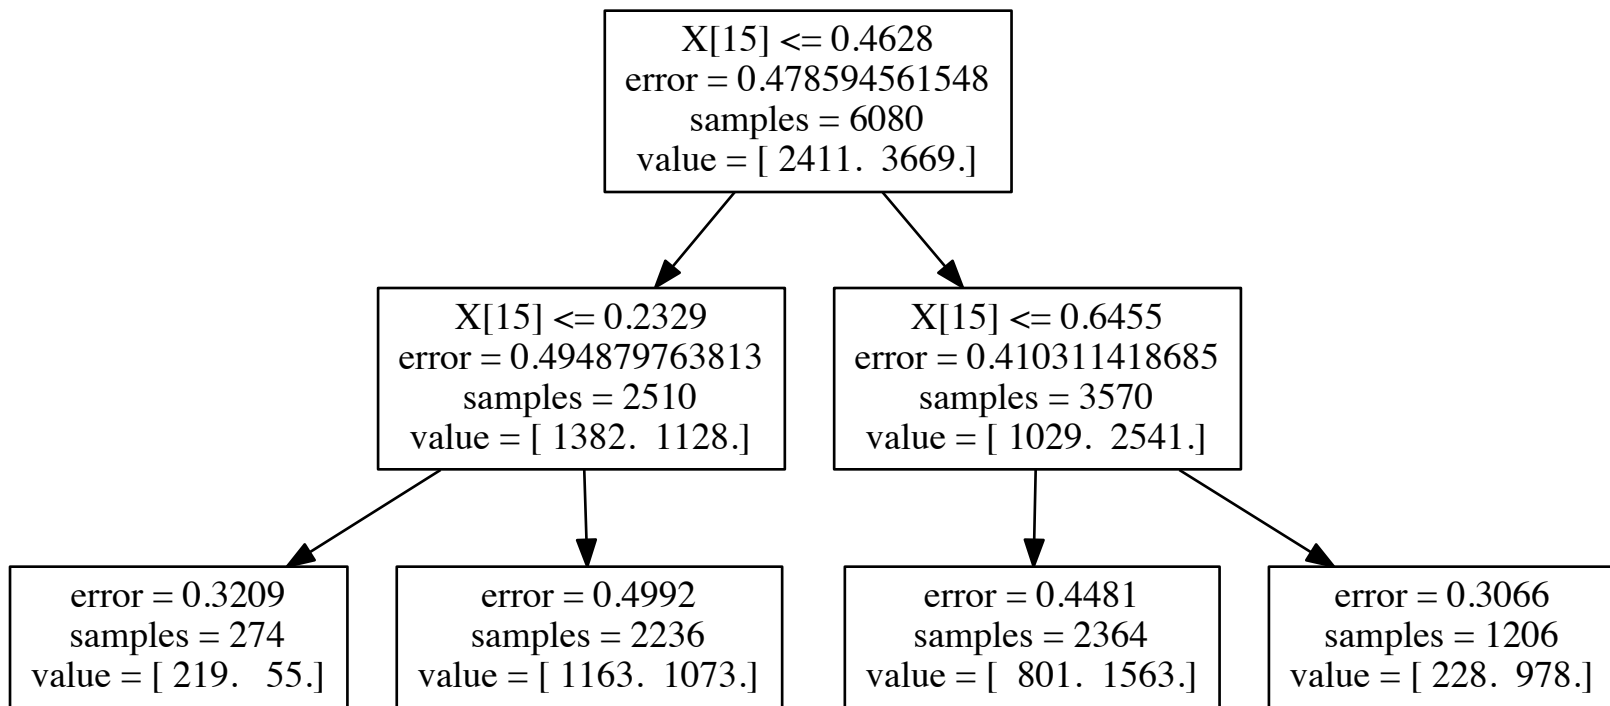 X[15] <= 0.4628
error = 0.478594561548
samples = 6080
value = [ 2411.  3669.]
X[15] <= 0.2329
error = 0.494879763813
samples = 2510
value = [ 1382.  1128.]
X[15] <= 0.6455
error = 0.410311418685
samples = 3570
value = [ 1029.  2541.]
error = 0.3209
samples = 274
value = [ 219.   55.]
error = 0.4992
samples = 2236
value = [ 1163.  1073.]
error = 0.4481
samples = 2364
value = [  801.  1563.]
error = 0.3066
samples = 1206
value = [ 228.  978.]